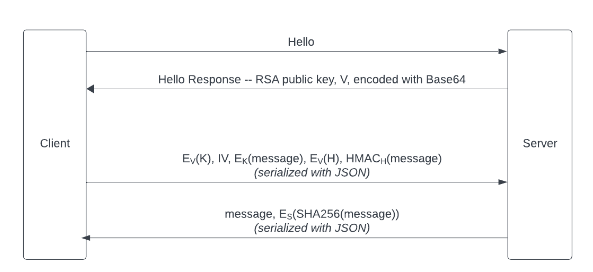 Hello
Hello Response -- RSA public key, V, encoded with Base64
Client
Server
E_V(K), IV, E_K(message), E_V(H), HMAC_H(message)
(serialized with JSON)
message, E_S(SHA256(message))
(serialized with JSON)